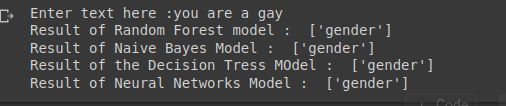 Enter text here :you are a gay
Result of Random Forest model :  ['gender']
Result of Naive Bayes Model :  ['gender']
Result of the Decision Tress MOdel :  ['gender']
Result of Neural Networks Model :  ['gender']
+ Code